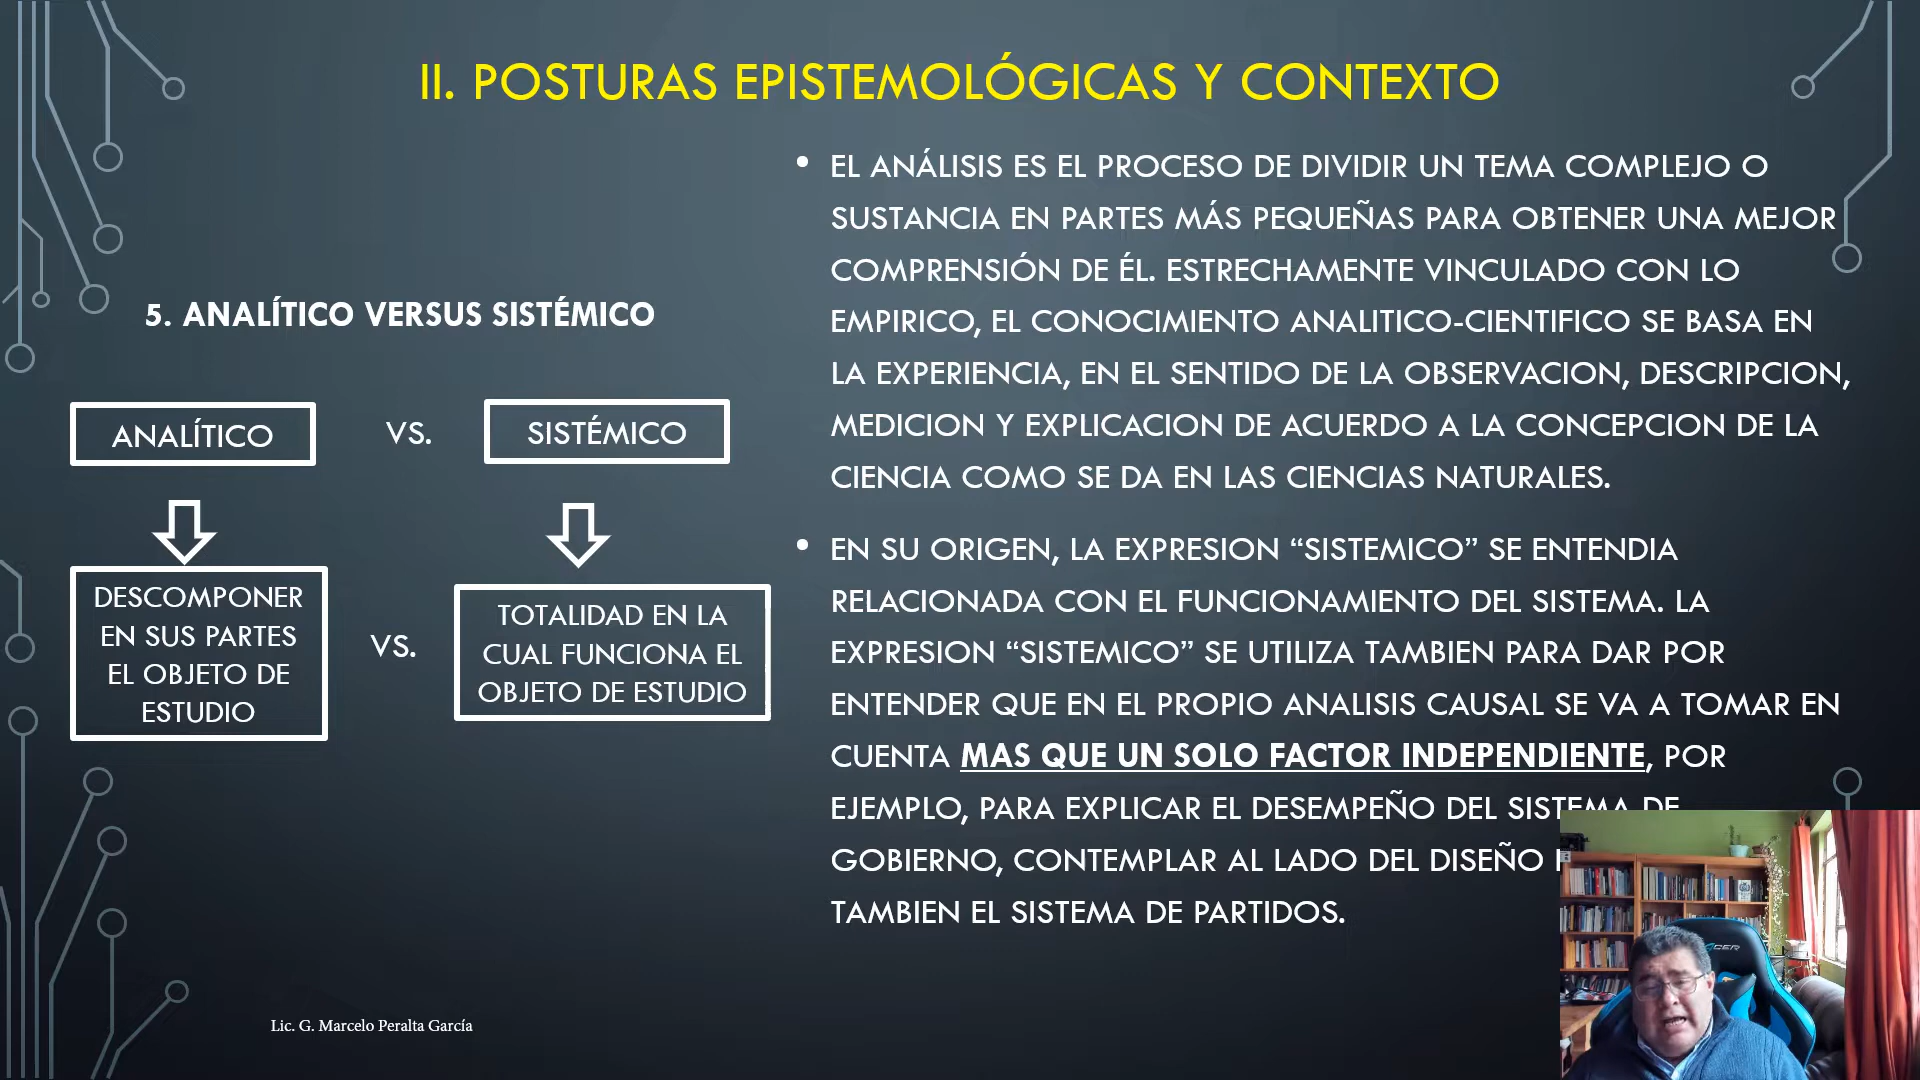 II. POSTURAS EPISTEMOLÓGICAS Y CONTEXTO
5. ANALÍTICO VERSUS SISTÉMICO
ANALÍTICO
VS.
SISTÉMICO
DESCOMPONER
EN SUS PARTES
EL OBJETO DE
ESTUDIO
VS.
TOTALIDAD EN LA
CUAL FUNCIONA EL
OBJETO DE ESTUDIO
• EL ANÁLISIS ES EL PROCESO DE DIVIDIR UN TEMA COMPLEJO O
SUSTANCIA EN PARTES MÁS PEQUEÑAS PARA OBTENER UNA MEJOR
COMPRENSIÓN DE ÉL. ESTRECHAMENTE VINCULADO CON LO
EMPIRICO, EL CONOCIMIENTO ANALITICO-CIENTIFICO SE BASA EN
LA EXPERIENCIA, EN EL SENTIDO DE LA OBSERVACION, DESCRIPCION,
MEDICION Y EXPLICACION DE ACUERDO A LA CONCEPCION DE LA
CIENCIA COMO SE DA EN LAS CIENCIAS NATURALES.
• EN SU ORIGEN, LA EXPRESION “SISTEMICO” SE ENTENDIA
RELACIONADA CON EL FUNCIONAMIENTO DEL SISTEMA. LA
EXPRESION “SISTEMICO” SE UTILIZA TAMBIEN PARA DAR POR
ENTENDER QUE EN EL PROPIO ANALISIS CAUSAL SE VA A TOMAR EN
CUENTA MAS QUE UN SOLO FACTOR INDEPENDIENTE, POR
EJEMPLO, PARA EXPLICAR EL DESEMPEÑO DEL SISTEMA DE
GOBIERNO, CONTEMPLAR AL LADO DEL DISEÑO
TAMBIEN EL SISTEMA DE PARTIDOS.
Lic. G. Marcelo Peralta García